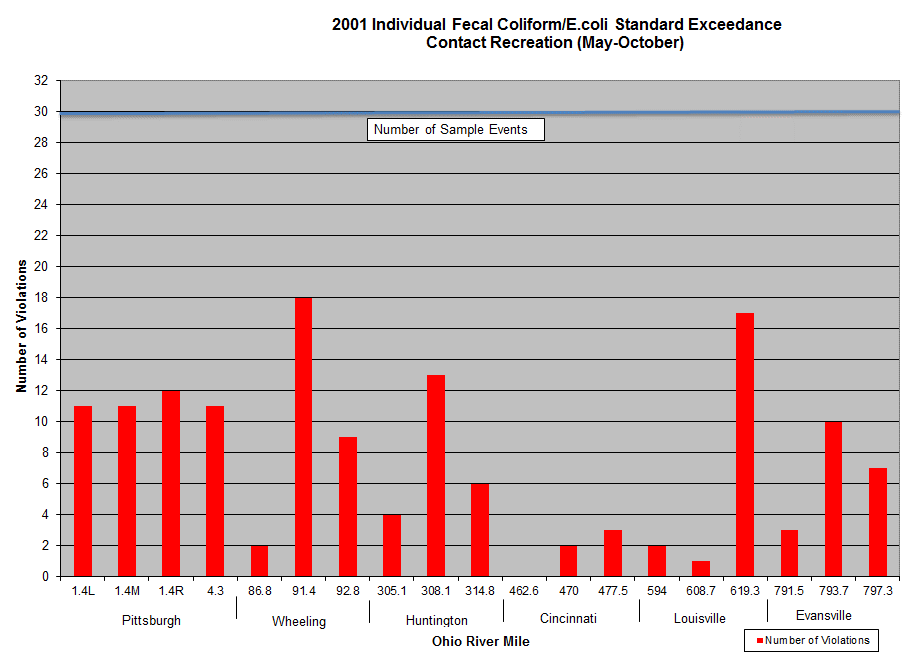 2001 Individual Fecal Coliform/E.coli Standard Exceedance
Contact Recreation (May-October)
32
30
Number of Sample Events
28
26
24
22
20
18
16
14
12
10
8
6
4
2
0
Number of Violations
1.4L 1.4M 1.4R 4.3 86.8 91.4 92.8 305.1 308.1 314.8 462.6 470 477.5 594 608.7 619.3 791.5 793.7 797.3
Pittsburgh Wheeling Huntington Cincinnati Louisville Evansville
Ohio River Mile
Number of Violations